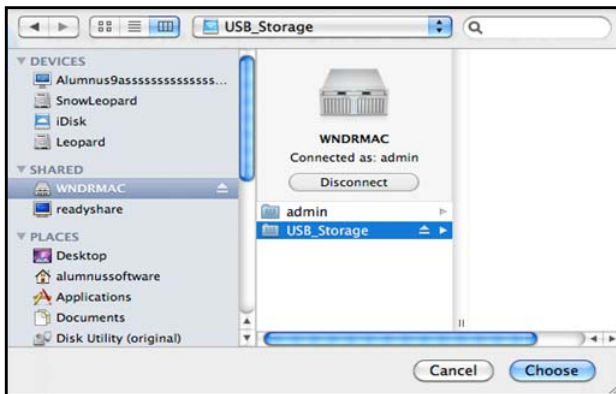 USB_Storage
DEVICES
Alumnus9asssssssssssssss...
SnowLeopard
iDisk
Leopard
SHARED
WNDRMAC
readyshare
PLACES
Desktop
alumnussoftware
Applications
Documents
Disk Utility (original)
WNDRMAC
Connected as: admin
Disconnect
admin
USB_Storage
Cancel
Choose